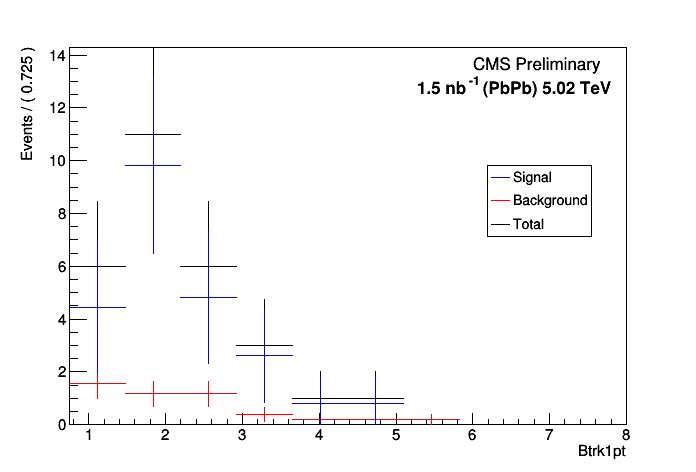 CMS Preliminary
1.5 nb-1 (PbPb) 5.02 TeV
Events / ( 0.725 )
14
12
10
8
6
4
2
0
Signal
Background
Total
1 2 3 4 5 6 7 8
Btrk1pt